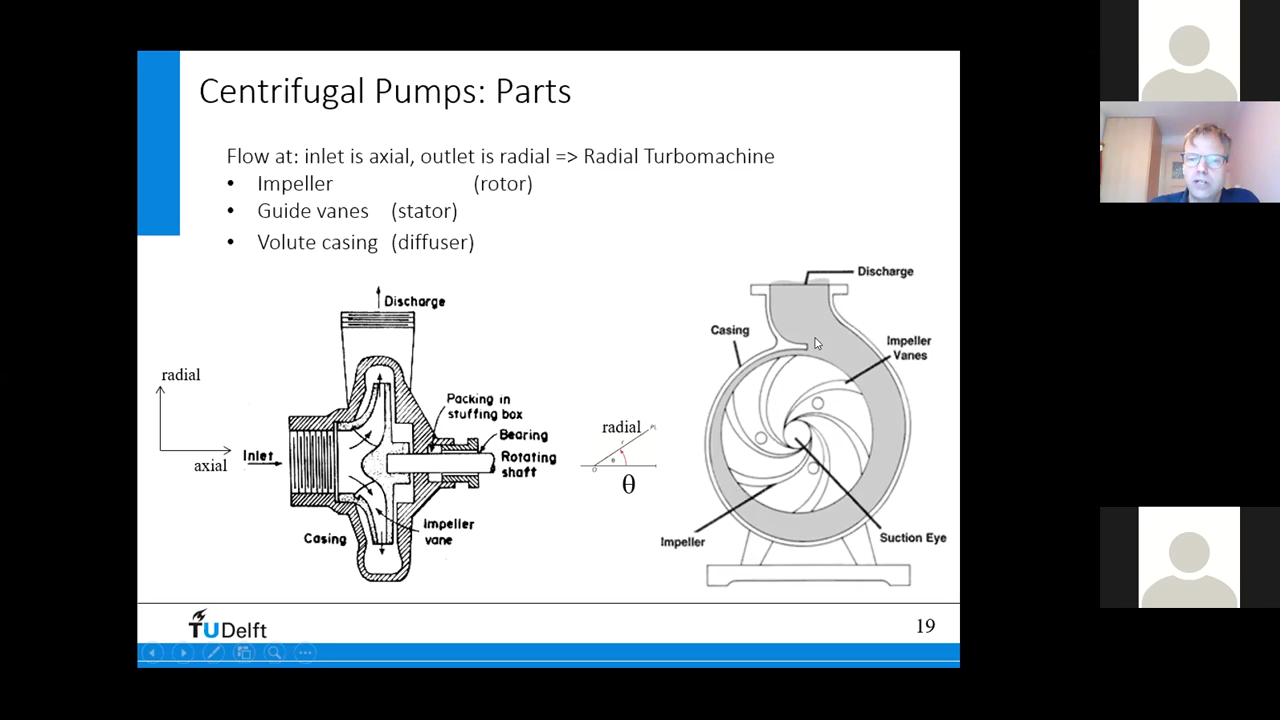 Centrifugal Pumps: Parts
Flow at: inlet is axial, outlet is radial => Radial Turbomachine
• Impeller (rotor)
• Guide vanes (stator)
• Volute casing (diffuser)
radial
axial
Inlet
Discharge
Packing in
stuffing box
Bearing
Rotating
shaft
Impeller
vane
Casing
radial
r
θ
O
θ
Discharge
Casing
Impeller
Vanes
Impeller
Suction Eye
TUDelft
19